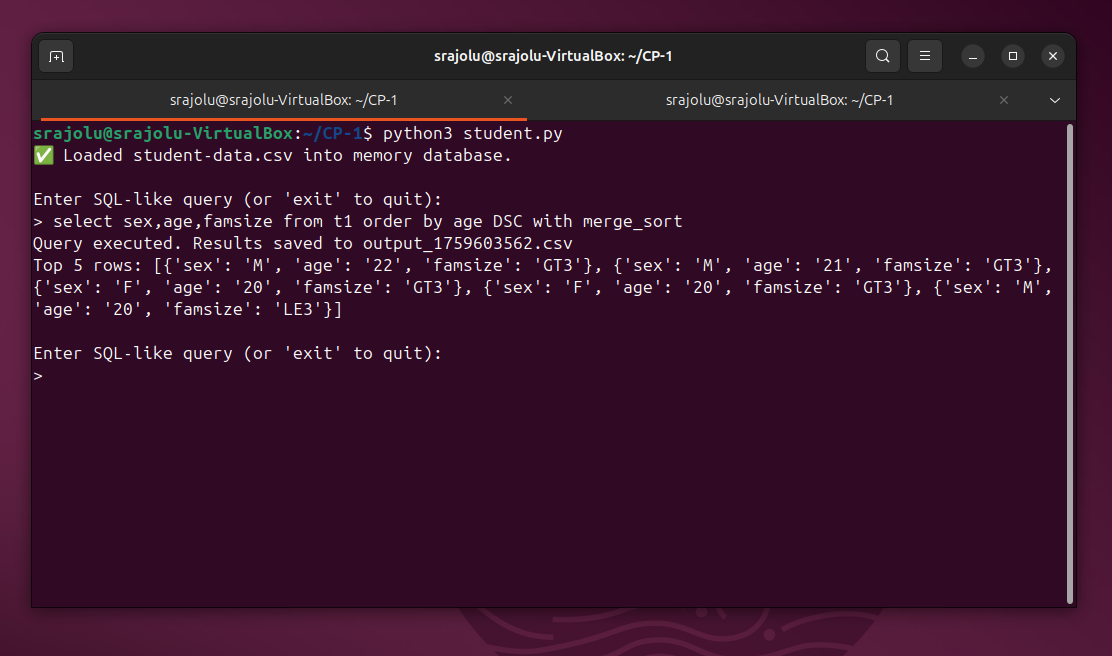 srajolu@srajolu-VirtualBox: ~/CP-1
srajolu@srajolu-VirtualBox: ~/CP-1
srajolu@srajolu-VirtualBox: ~/CP-1
srajolu@srajolu-VirtualBox:~/CP-1$ python3 student.py
✅ Loaded student-data.csv into memory database.
Enter SQL-like query (or 'exit' to quit):
> select sex,age,famsize from t1 order by age DSC with merge_sort
Query executed. Results saved to output_1759603562.csv
Top 5 rows: [{'sex': 'M', 'age': '22', 'famsize': 'GT3'}, {'sex': 'M', 'age': '21', 'famsize': 'GT3'},
{'sex': 'F', 'age': '20', 'famsize': 'GT3'}, {'sex': 'F', 'age': '20', 'famsize': 'GT3'}, {'sex': 'M',
'age': '20', 'famsize': 'LE3'}]
Enter SQL-like query (or 'exit' to quit):
>